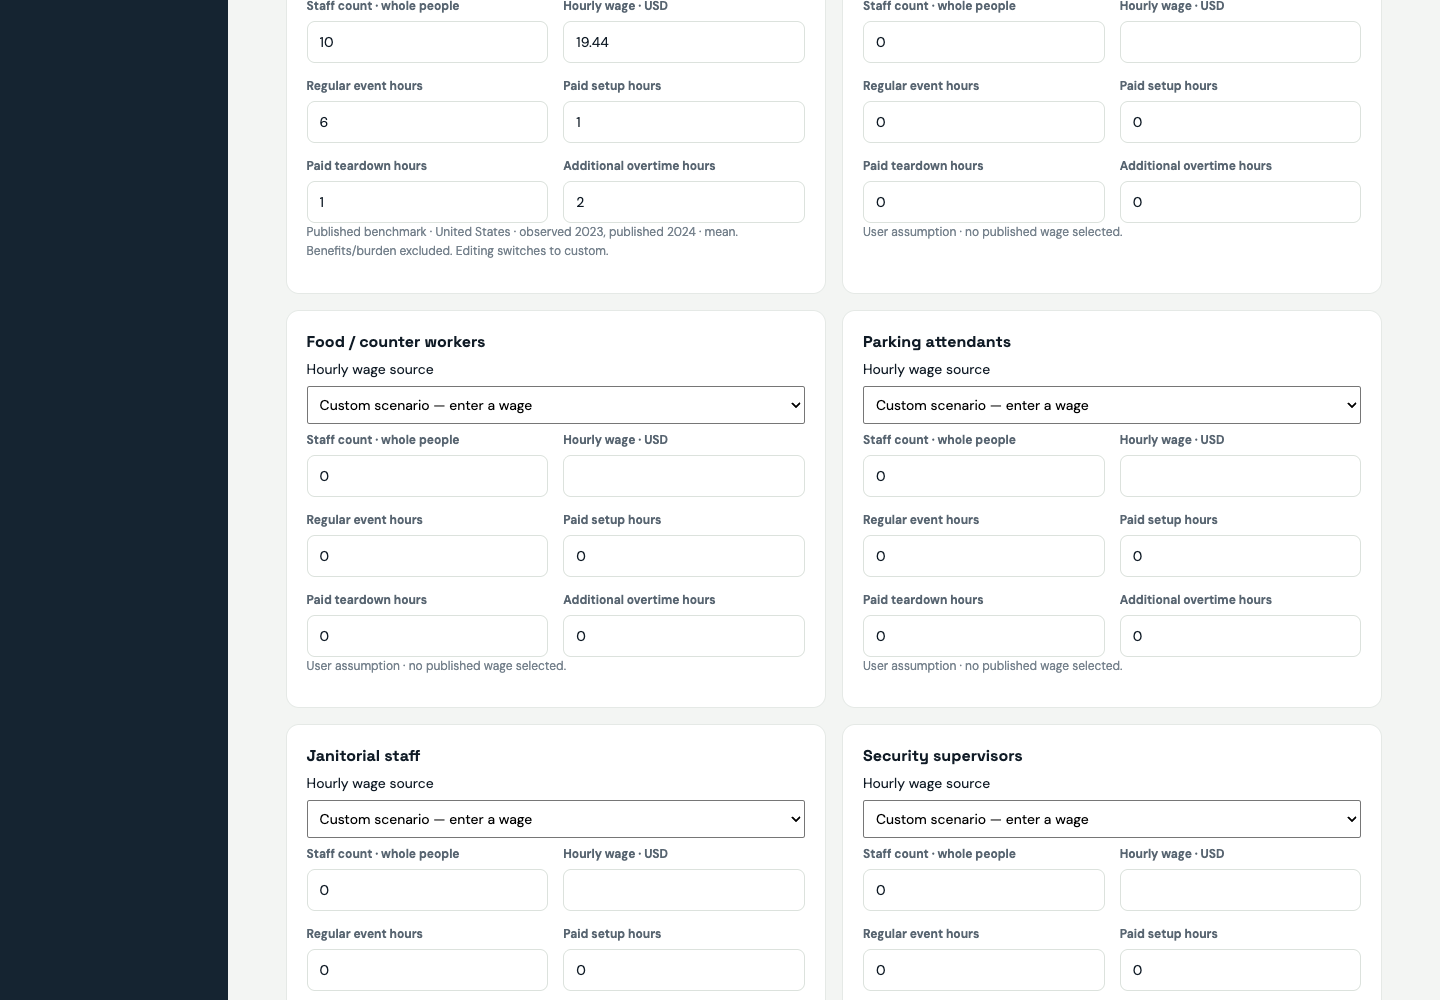 Staff count · whole people
Hourly wage · USD
10
19.44
Regular event hours
Paid setup hours
6
1
Paid teardown hours
Additional overtime hours
1
2
Published benchmark · United States · observed 2023, published 2024 · mean.
Benefits/burden excluded. Editing switches to custom.
Staff count · whole people
Hourly wage · USD
0
Regular event hours
Paid setup hours
0
0
Paid teardown hours
Additional overtime hours
0
0
User assumption · no published wage selected.
Food / counter workers
Hourly wage source
Custom scenario — enter a wage
Staff count · whole people
Hourly wage · USD
0
Regular event hours
Paid setup hours
0
0
Paid teardown hours
Additional overtime hours
0
0
User assumption · no published wage selected.
Parking attendants
Hourly wage source
Custom scenario — enter a wage
Staff count · whole people
Hourly wage · USD
0
Regular event hours
Paid setup hours
0
0
Paid teardown hours
Additional overtime hours
0
0
User assumption · no published wage selected.
Janitorial staff
Hourly wage source
Custom scenario — enter a wage
Staff count · whole people
Hourly wage · USD
0
Regular event hours
Paid setup hours
0
0
Security supervisors
Hourly wage source
Custom scenario — enter a wage
Staff count · whole people
Hourly wage · USD
0
Regular event hours
Paid setup hours
0
0